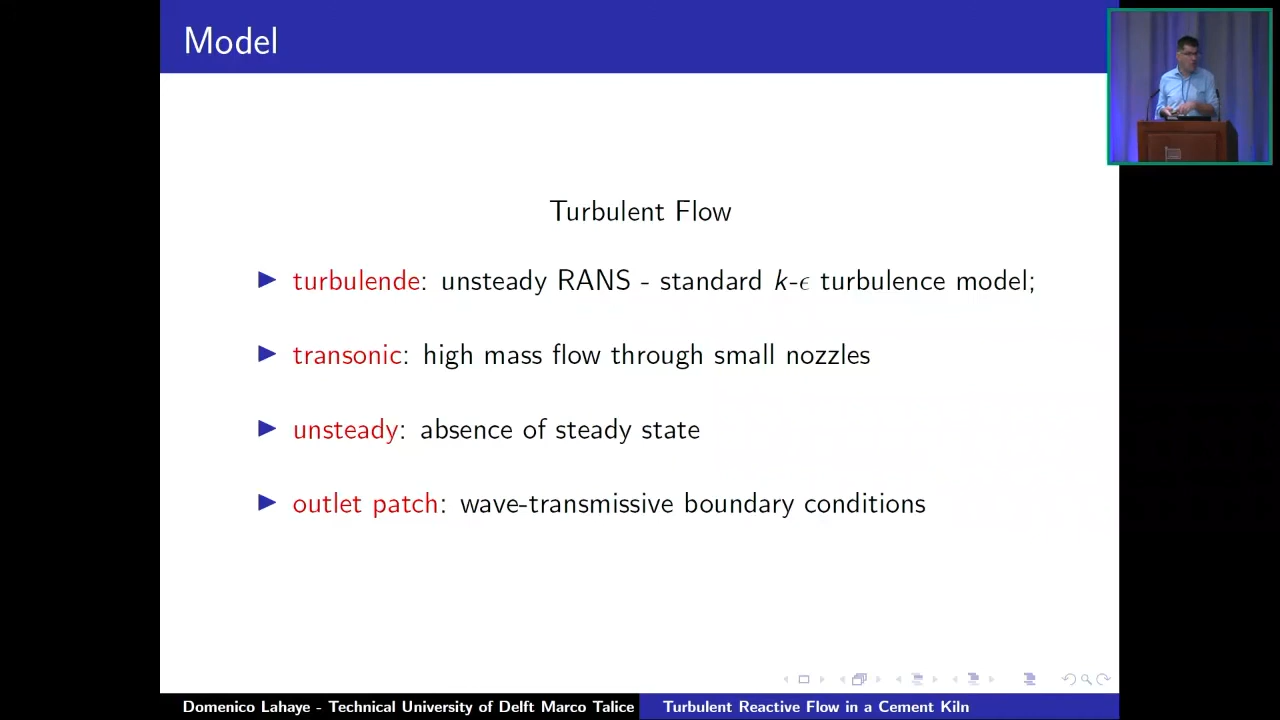 Model
Turbulent Flow
turbulende: unsteady RANS - standard k-ϵ turbulence model;
transonic: high mass flow through small nozzles
unsteady: absence of steady state
outlet patch: wave-transmissive boundary conditions
Domenico Lahaye - Technical University of Delft Marco Talice
Turbulent Reactive Flow in a Cement Kiln